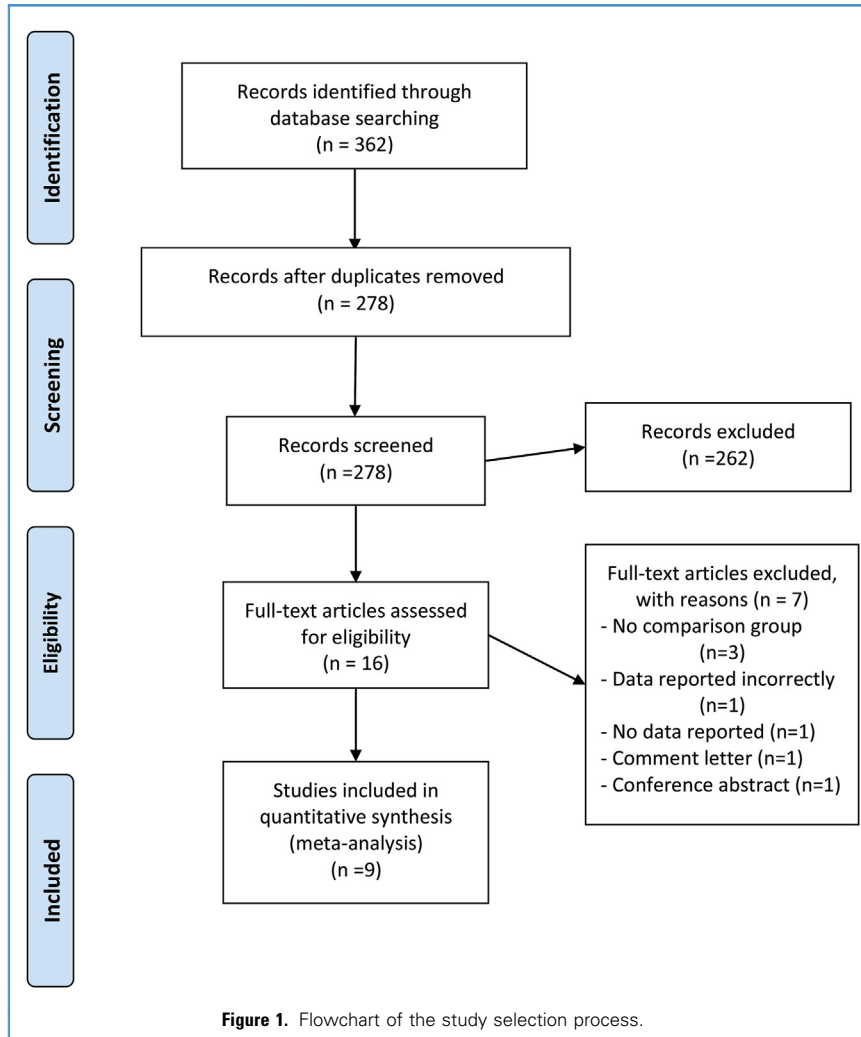 Identification
Records identified through
database searching
(n = 362)
Records after duplicates removed
(n = 278)
Screening
Records screened
(n =278)
Records excluded
(n =262)
Eligibility
Full-text articles assessed
for eligibility
(n = 16)
Full-text articles excluded,
with reasons (n = 7)
- No comparison group
(n=3)
- Data reported incorrectly
(n=1)
- No data reported (n=1)
- Comment letter (n=1)
- Conference abstract (n=1)
Included
Studies included in
quantitative synthesis
(meta-analysis)
(n =9)
Figure 1. Flowchart of the study selection process.